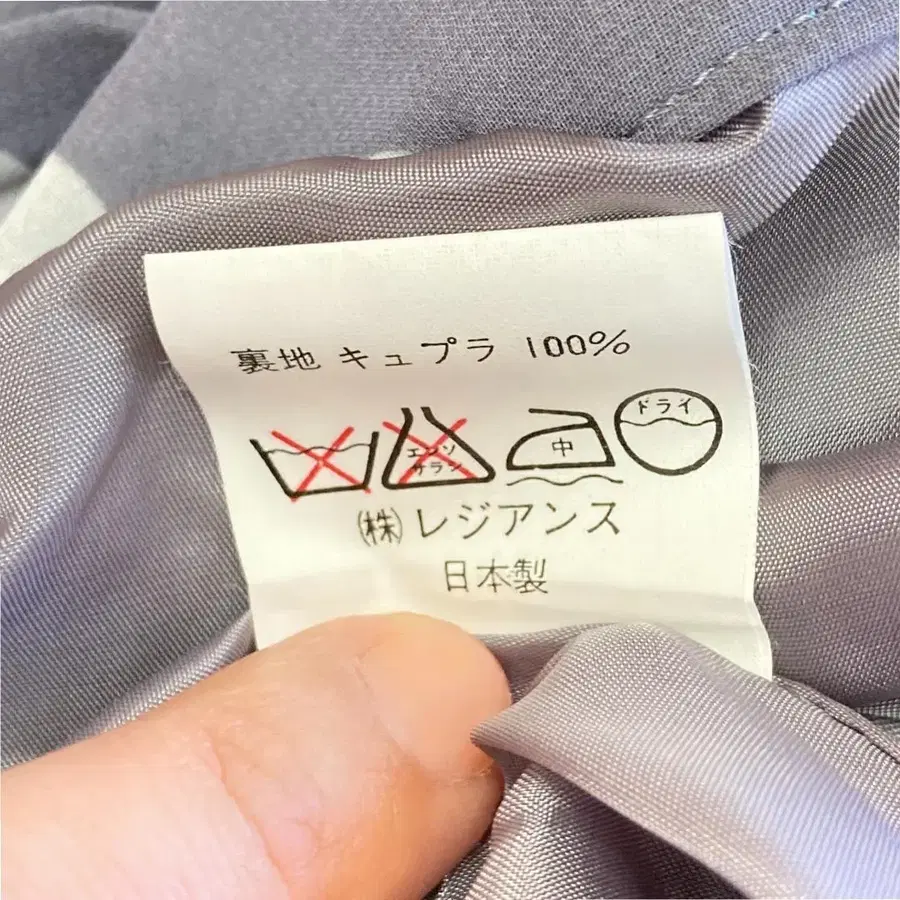 裏地 キュプラ 100%
エンソ
サラシ
中
ドライ
㈱レジアンス
日本製